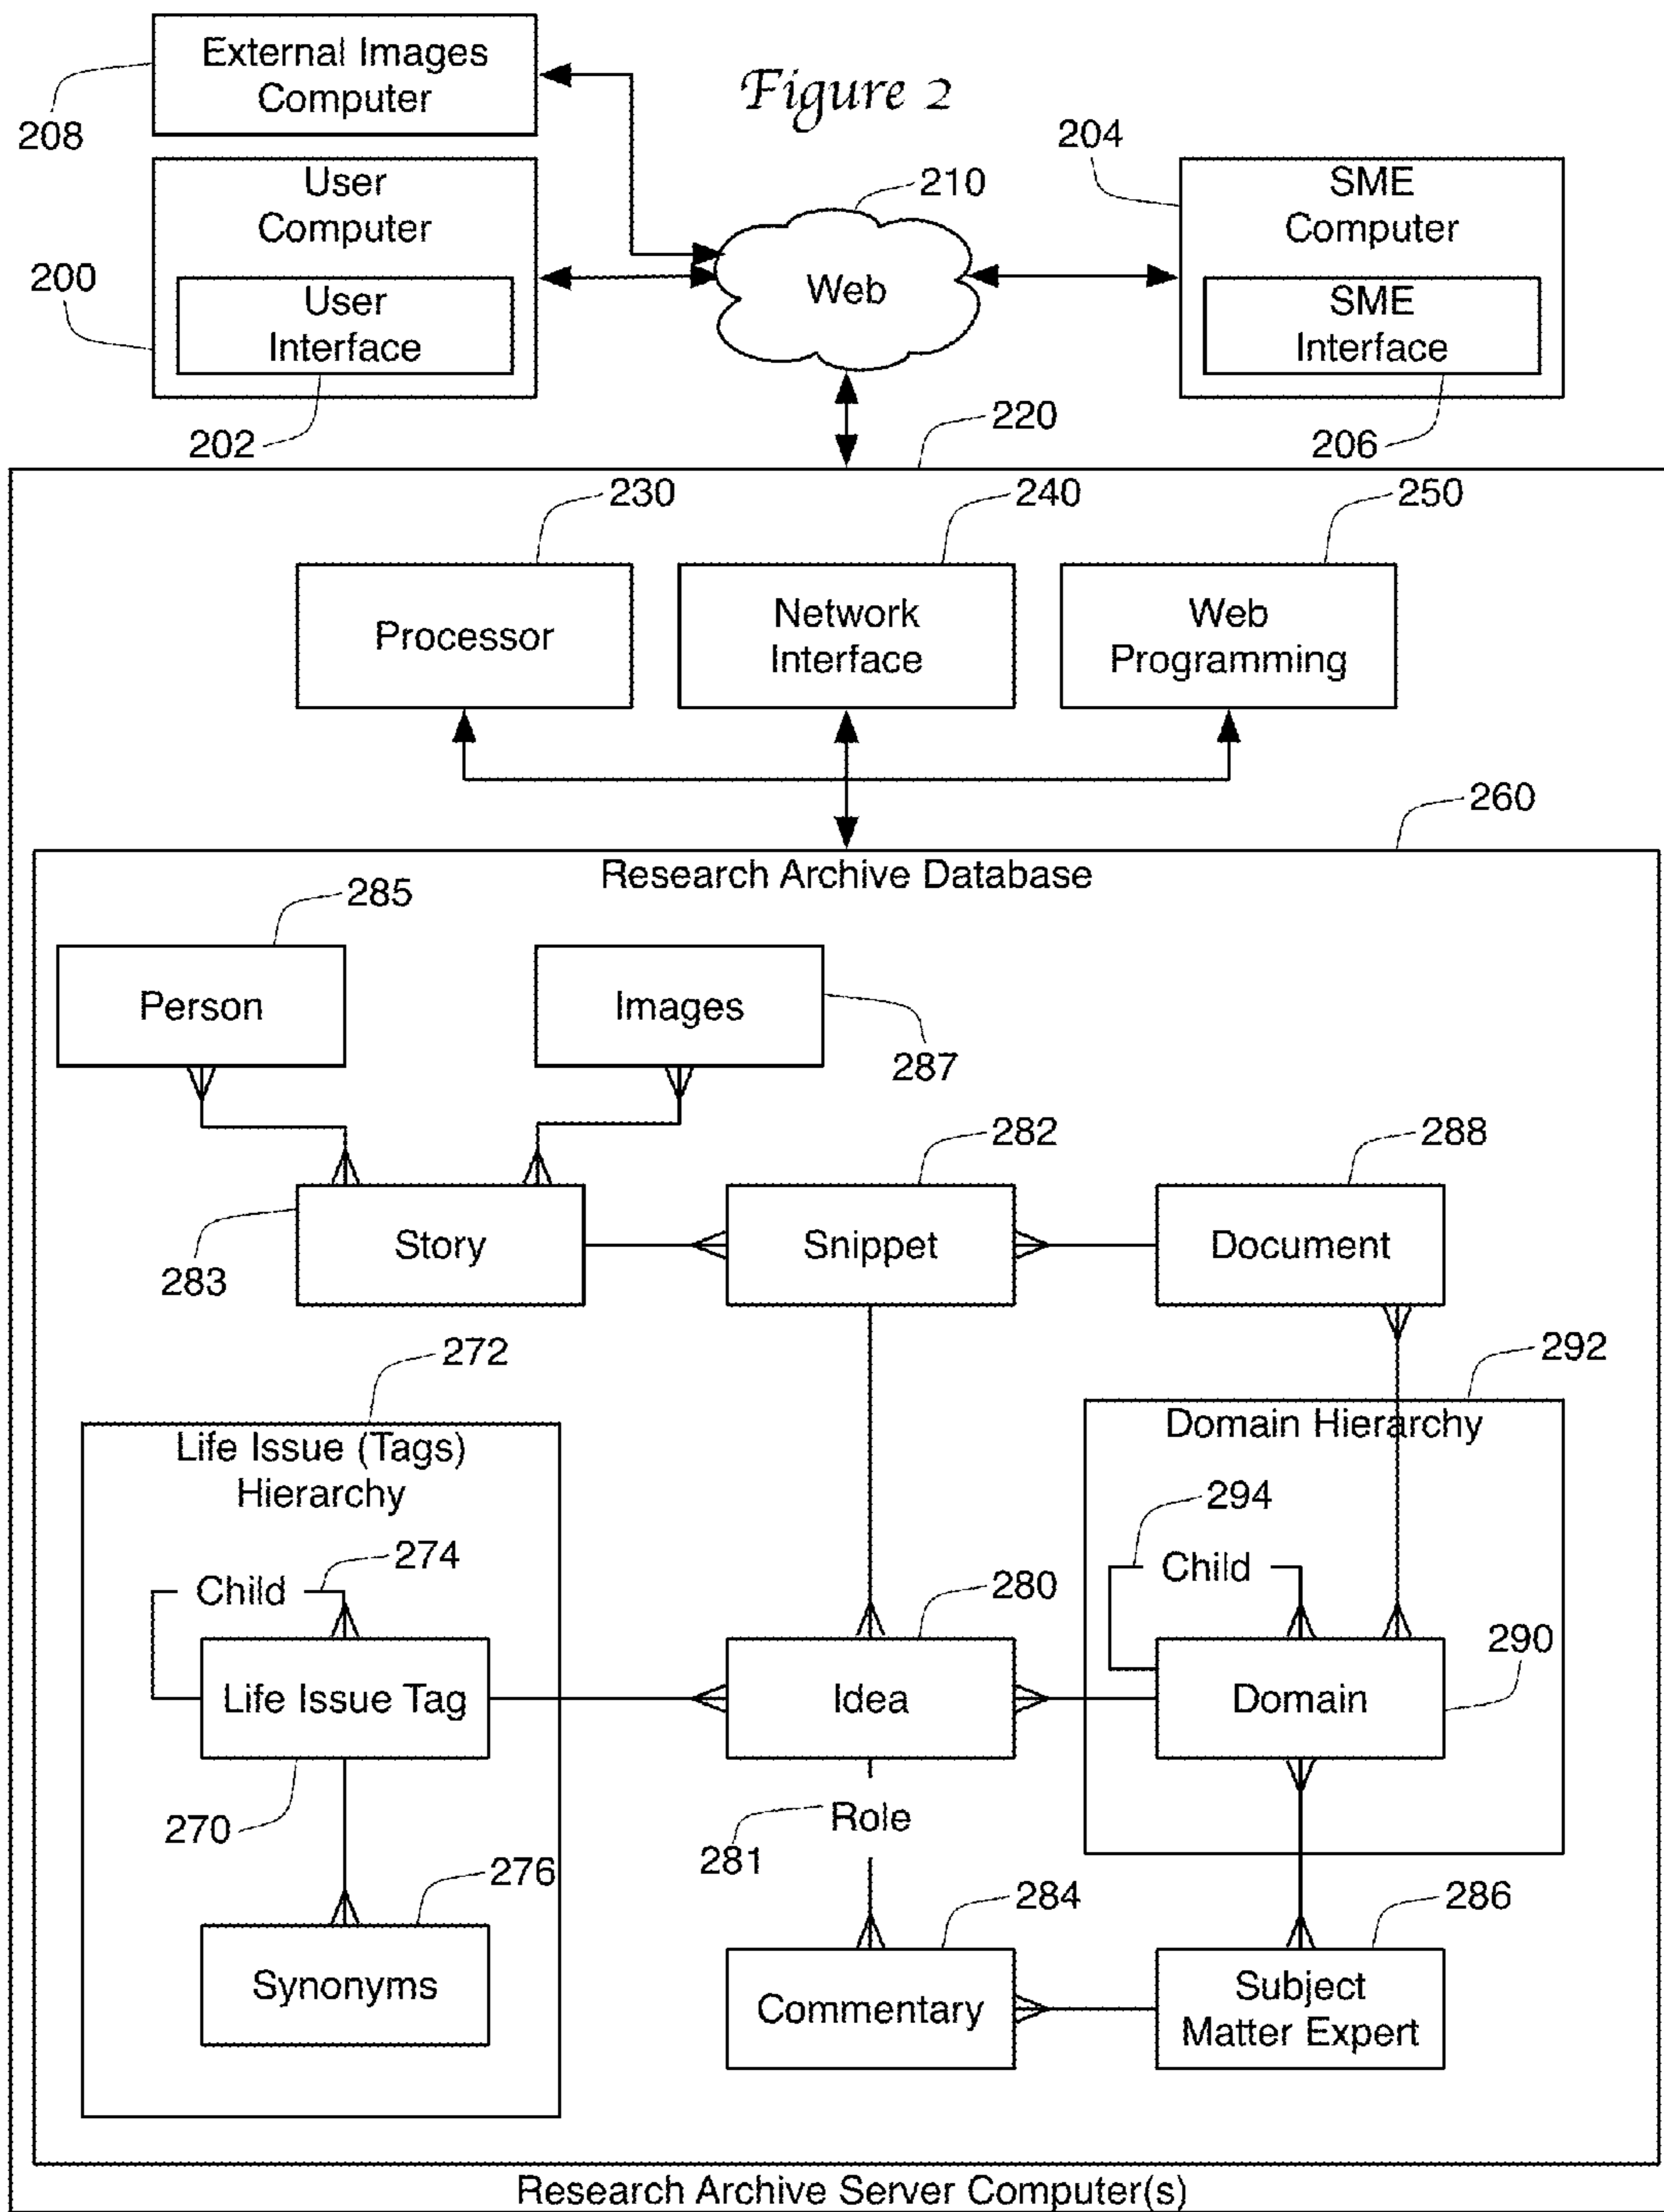 Figure 2
External Images
Computer
208
User
Computer
200
User
Interface
202
210
Web
204
SME
Computer
SME
Interface
206
220
230
240
250
Processor
Network
Interface
Web
Programming
260
Research Archive Database
285
Person
Images
287
282
288
Story
283
Snippet
Document
272
292
Life Issue (Tags)
Hierarchy
Domain Hierarchy
294
Child
274
Child
280
290
Life Issue Tag
Idea
Domain
270
Role
281
276
284
286
Synonyms
Commentary
Subject
Matter Expert
Research Archive Server Computer(s)